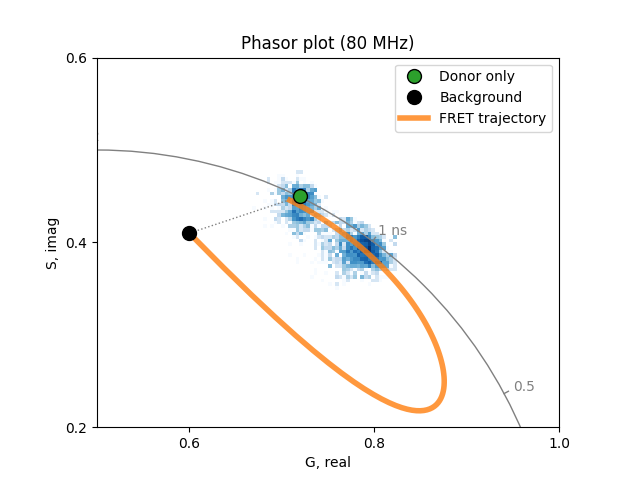 Phasor plot (80 MHz)
0.6
Donor only
Background
FRET trajectory
S, imag
0.4
1 ns
0.5
0.2
0.6
0.8
1.0
G, real